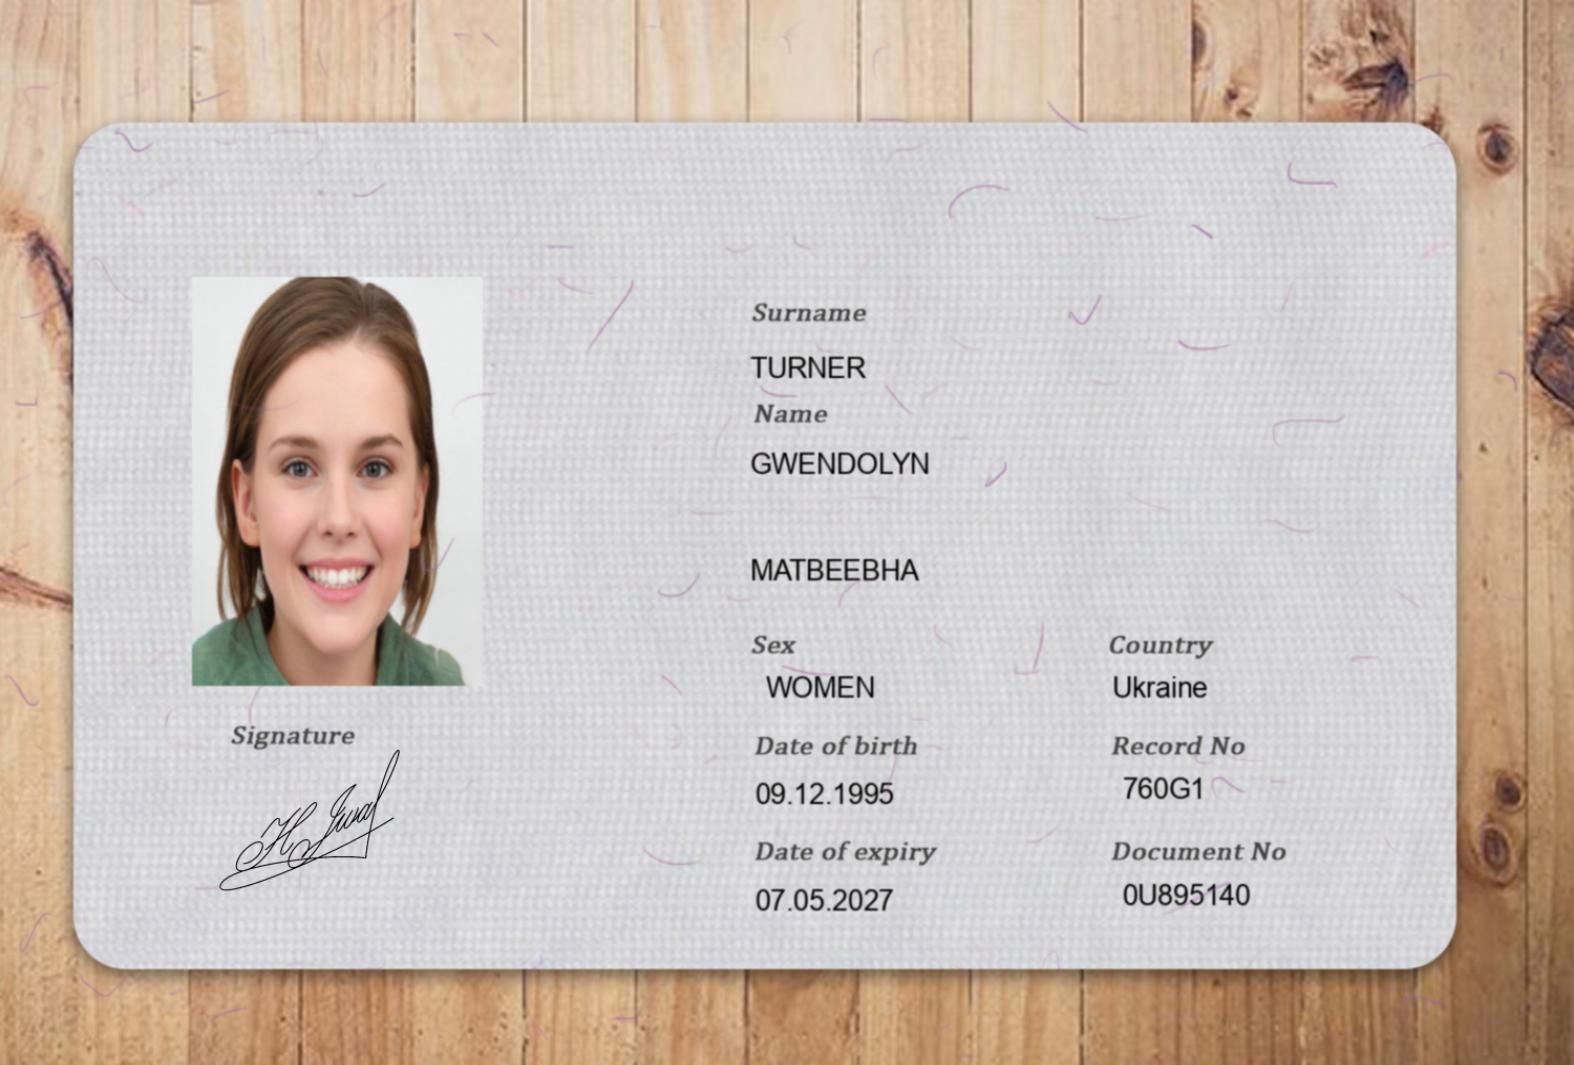 Surname
TURNER
Name
GWENDOLYN
MATBEEBHA
Sex Country
WOMEN Ukraine
Signature
Date of birth Record No
09.12.1995 760G1
Date of expiry Document No
07.05.2027 0U895140